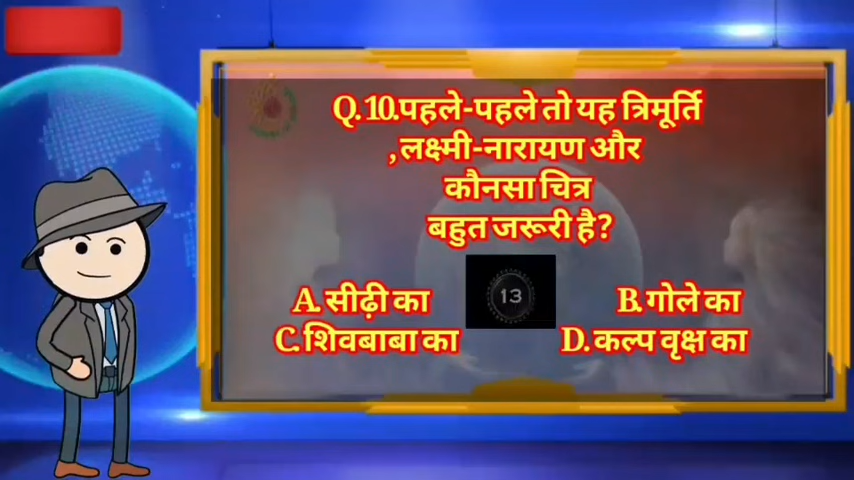 Q. 10.पहले-पहले तो यह त्रिमूर्ति
,लक्ष्मी-नारायण और
कौनसा चित्र
बहुत जरूरी है?
13
A. सीढ़ी का B. गोले का
C. शिवबाबा का D. कल्प वृक्ष का